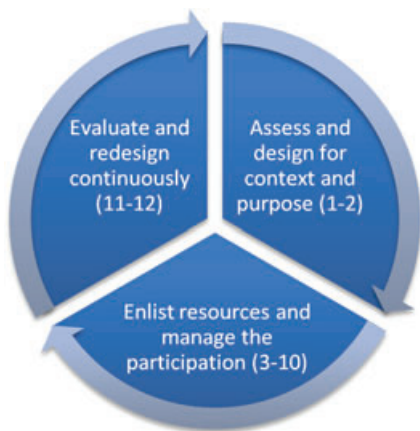 Evaluate and
redesign
continuously
(11-12)
Assess and
design for
context and
purpose (1-2)
Enlist resources and
manage the
participation (3-10)